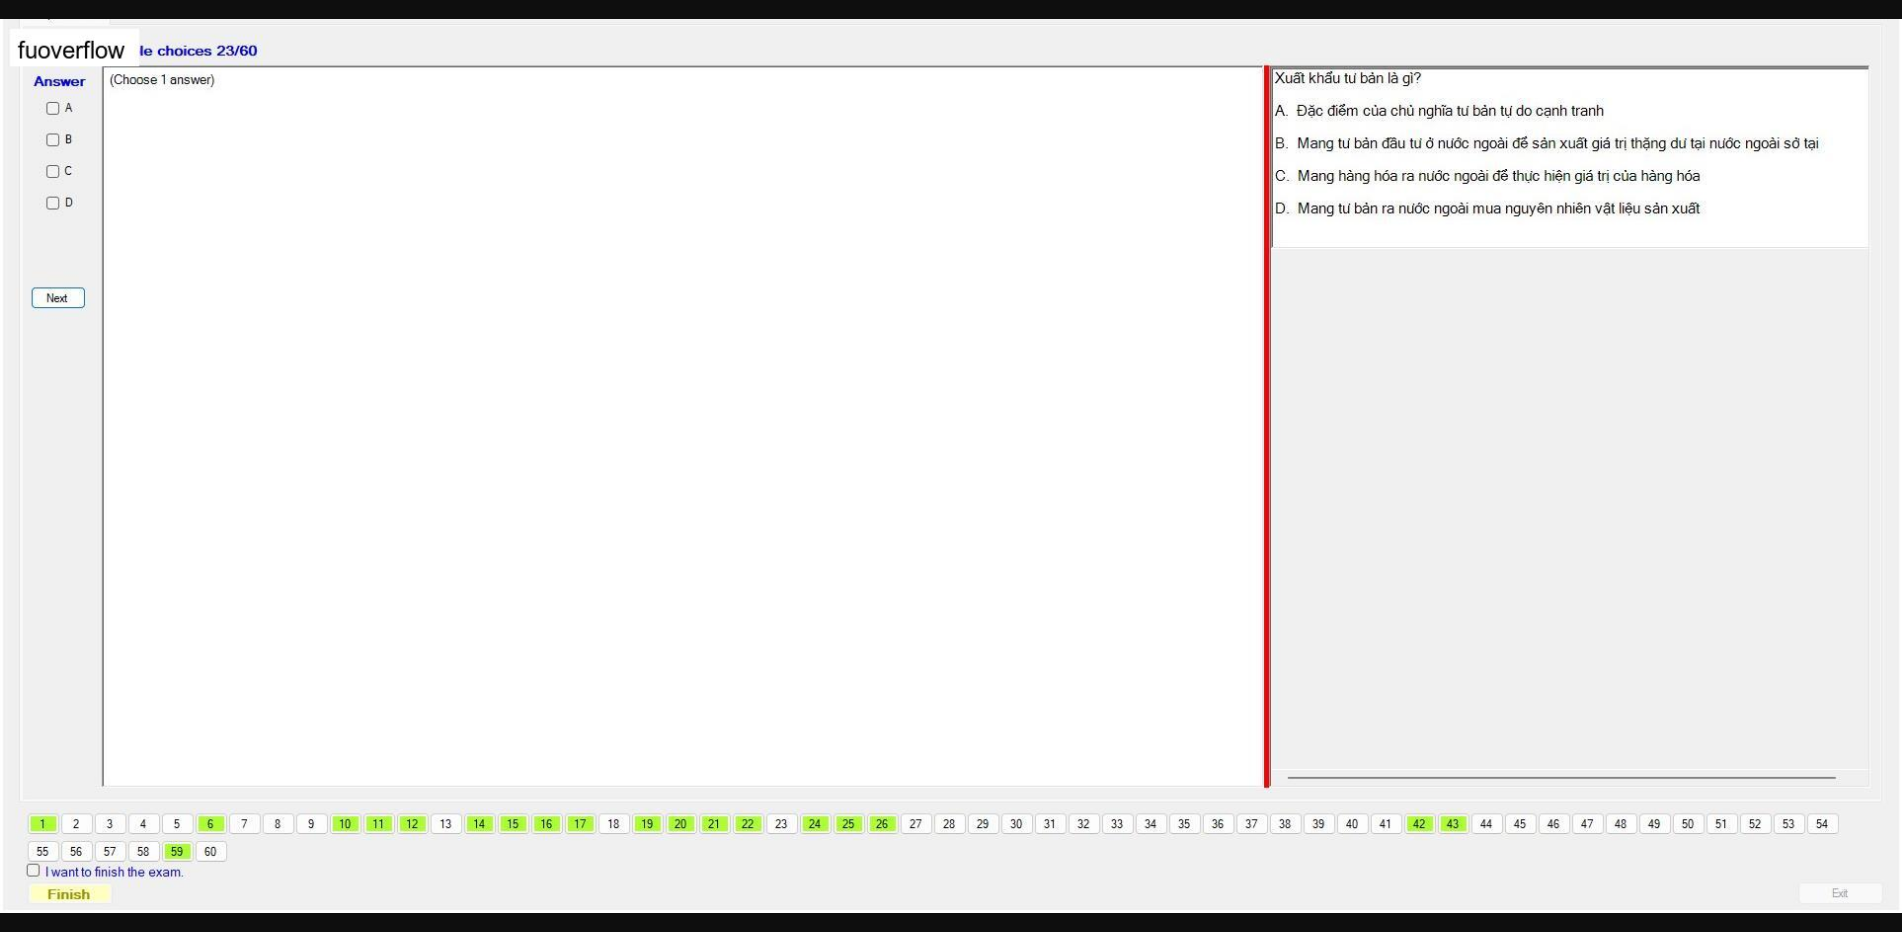 fuoverflow le choices 23/60
Answer
(Choose 1 answer)
A
B
C
D
Next
Xuất khẩu tư bản là gì?
A. Đặc điểm của chủ nghĩa tư bản tự do cạnh tranh
B. Mang tư bản đầu tư ở nước ngoài để sản xuất giá trị thặng dư tại nước ngoài sở tại
C. Mang hàng hóa ra nước ngoài để thực hiện giá trị của hàng hóa
D. Mang tư bản ra nước ngoài mua nguyên nhiên vật liệu sản xuất
1 2 3 4 5 6 7 8 9 10 11 12 13 14 15 16 17 18 19 20 21 22 23 24 25 26 27 28 29 30 31 32 33 34 35 36 37 38 39 40 41 42 43 44 45 46 47 48 49 50 51 52 53 54
55 56 57 58 59 60
I want to finish the exam.
Finish
Exit